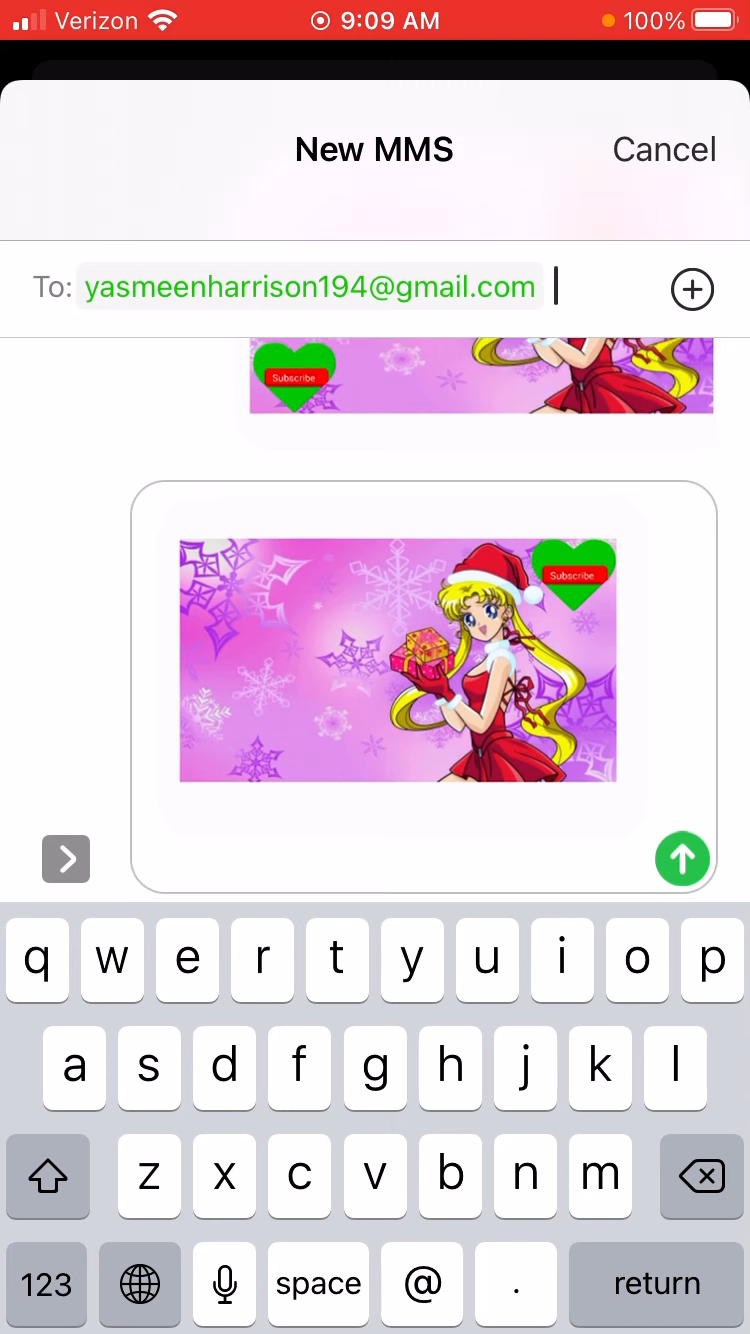 Verizon 9:09 AM 100%
New MMS Cancel
To: yasmeenharrison194@gmail.com
Subscribe
Subscribe
q w e r t y u i o p
a s d f g h j k l
z x c v b n m
123 space @ . return